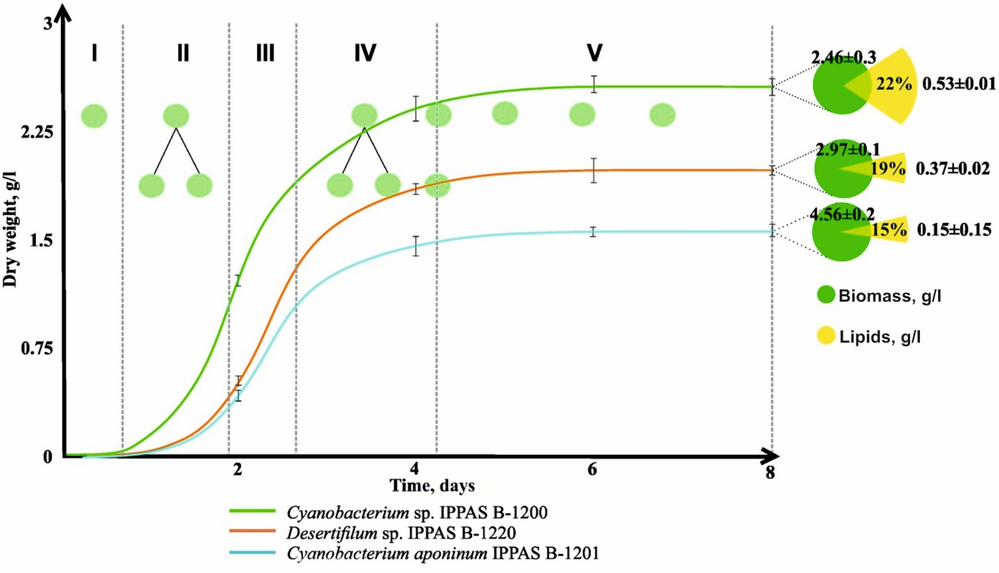 3
2.25
1.5
0.75
0
Dry weight, g/l
I II III IV V
2 4 6 8
Time, days
2.46±0.3
22% 0.53±0.01
2.97±0.1
19% 0.37±0.02
4.56±0.2
15% 0.15±0.15
Biomass, g/l
Lipids, g/l
Cyanobacterium sp. IPPAS B-1200
Desertifilum sp. IPPAS B-1220
Cyanobacterium aponinum IPPAS B-1201